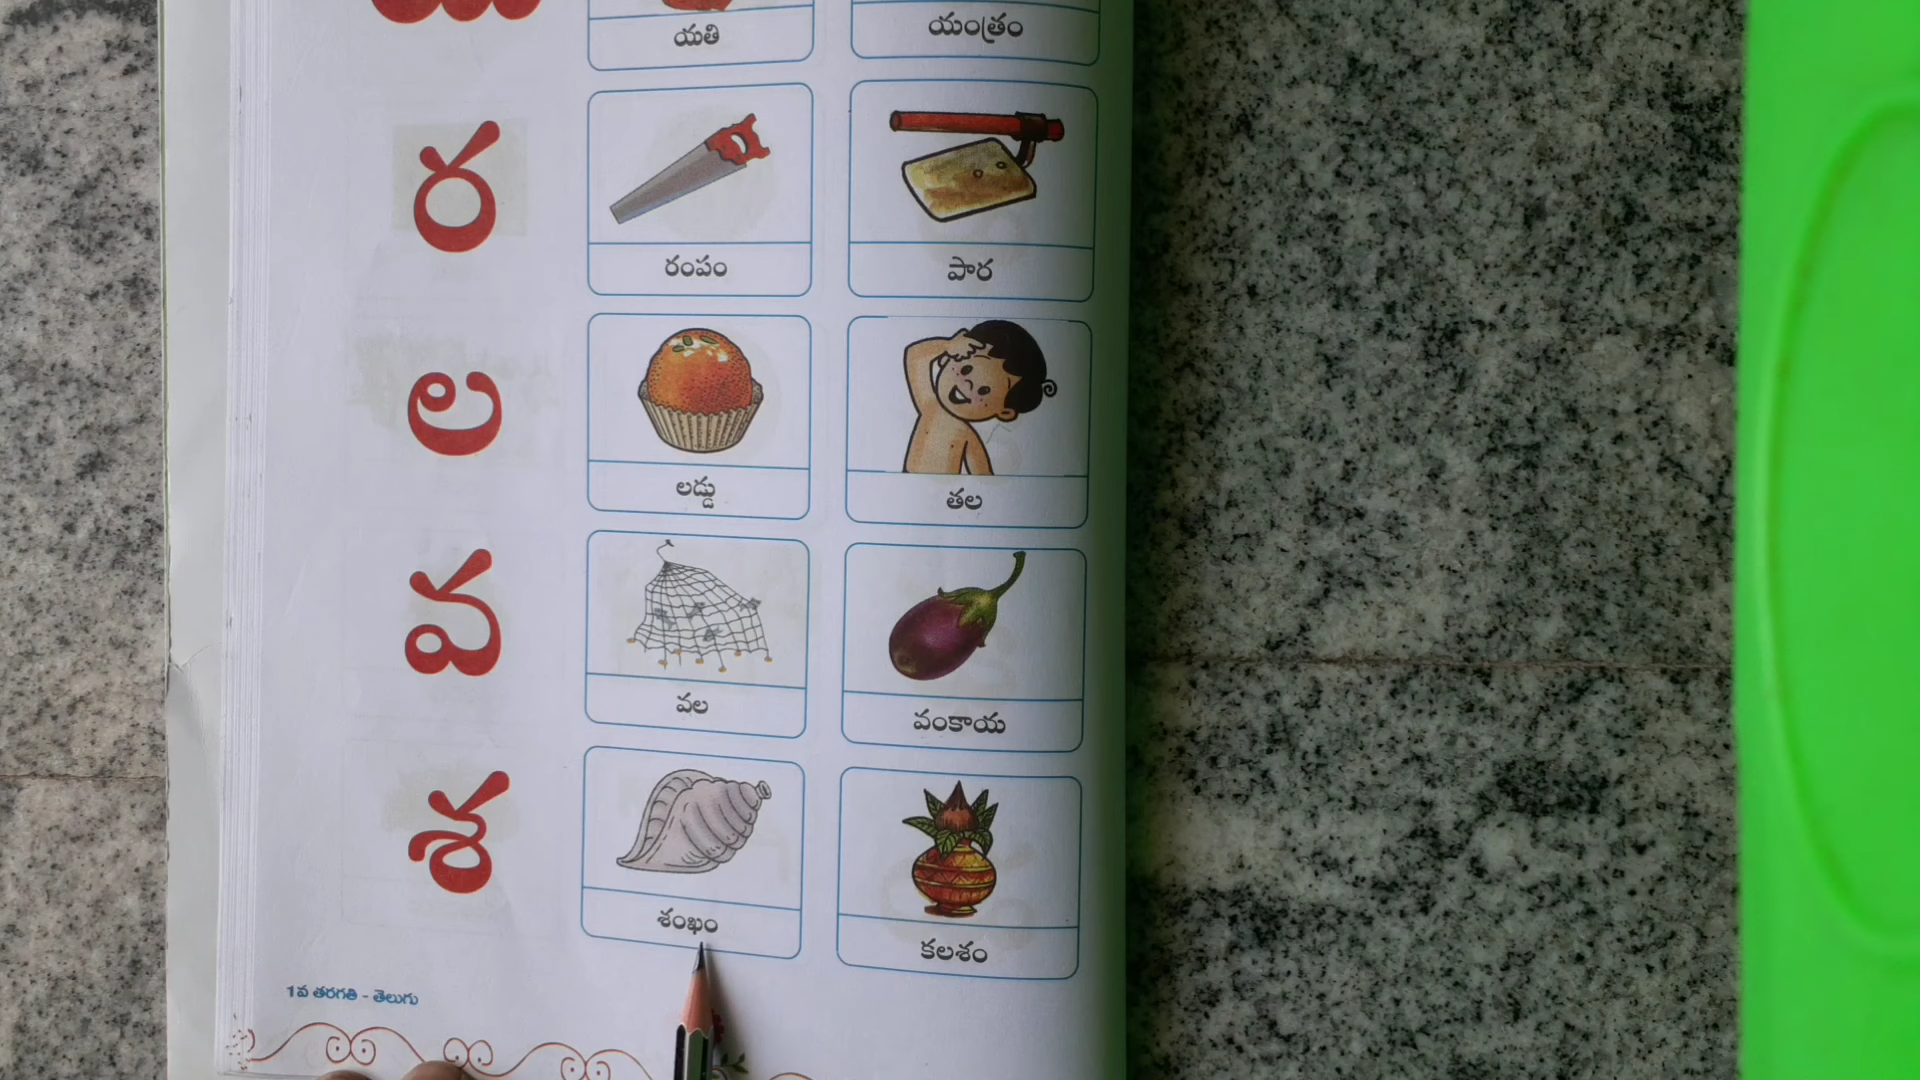 యతి యంత్రం
ర
రంపం పార
ల
లడ్డు తల
వ
వల వంకాయ
శ
శంఖం కలశం
1వ తరగతి - తెలుగు